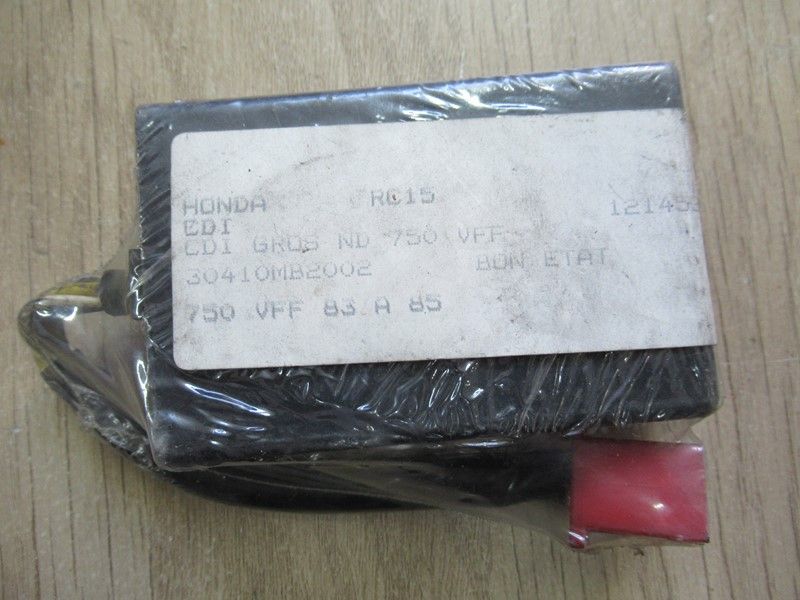 HONDA RC15
CDI
CDI GROS ND 750 VFF
30410MB2002 BON ETAT
750 VFF 83 A 85